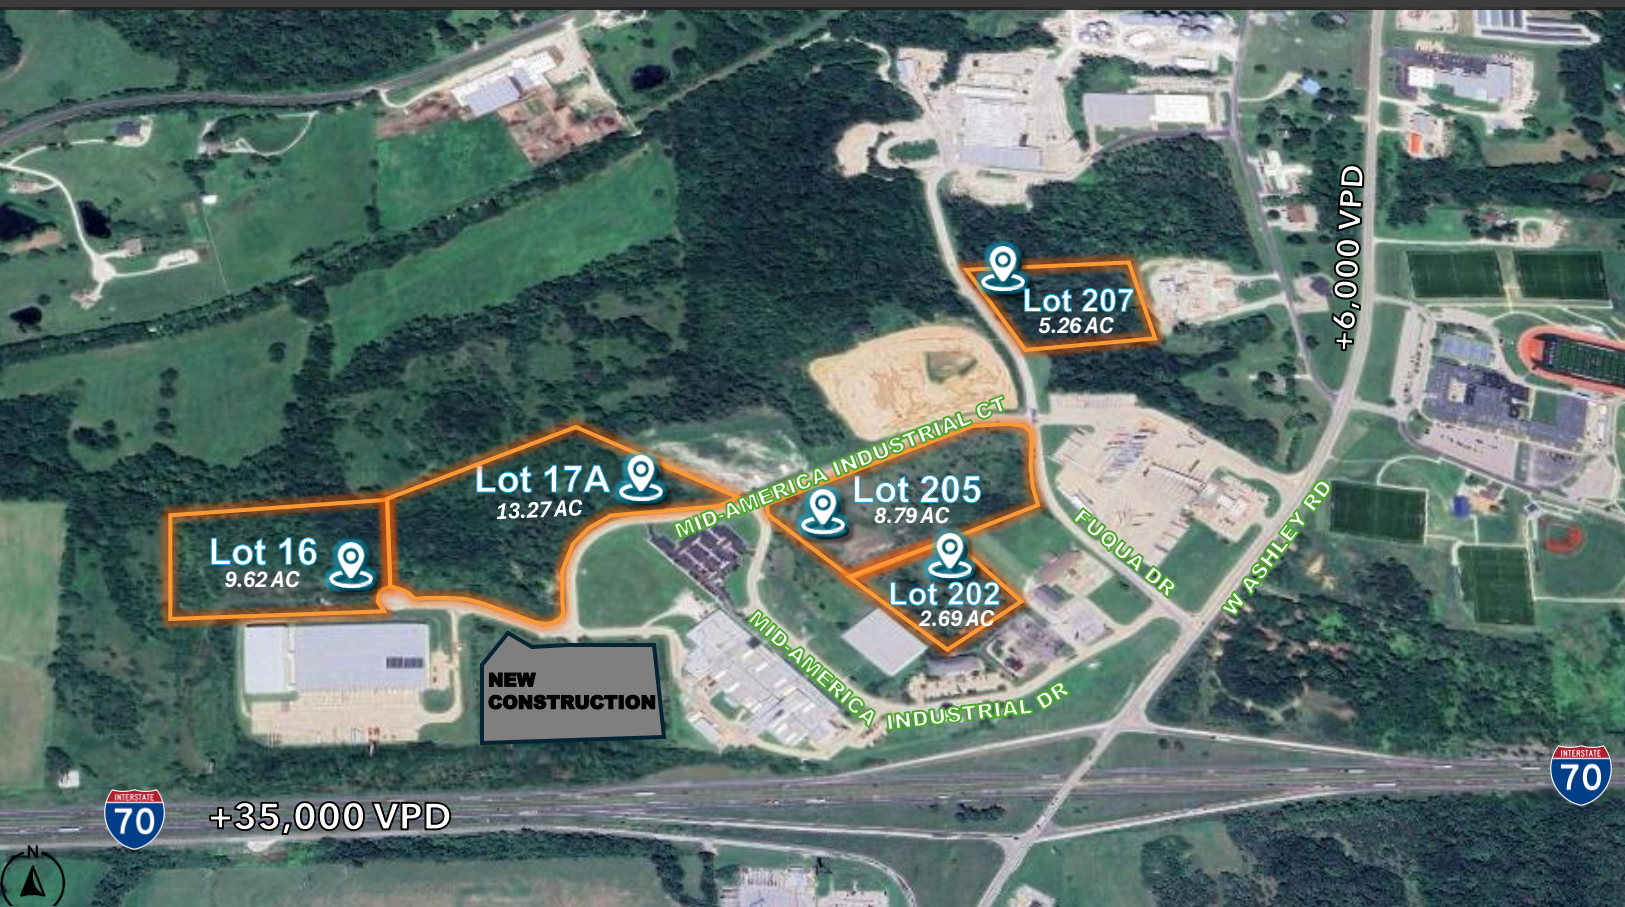 +6,000 VPD
Lot 207
5.26 AC
MID-AMERICA INDUSTRIAL CT
Lot 17A
13.27 AC
Lot 205
8.79 AC
Lot 16
9.62 AC
FUQUA DR
W ASHLEY RD
Lot 202
2.69 AC
MID-AMERICA INDUSTRIAL DR
NEW
CONSTRUCTION
INTERSTATE
70
INTERSTATE
70
+35,000 VPD
N